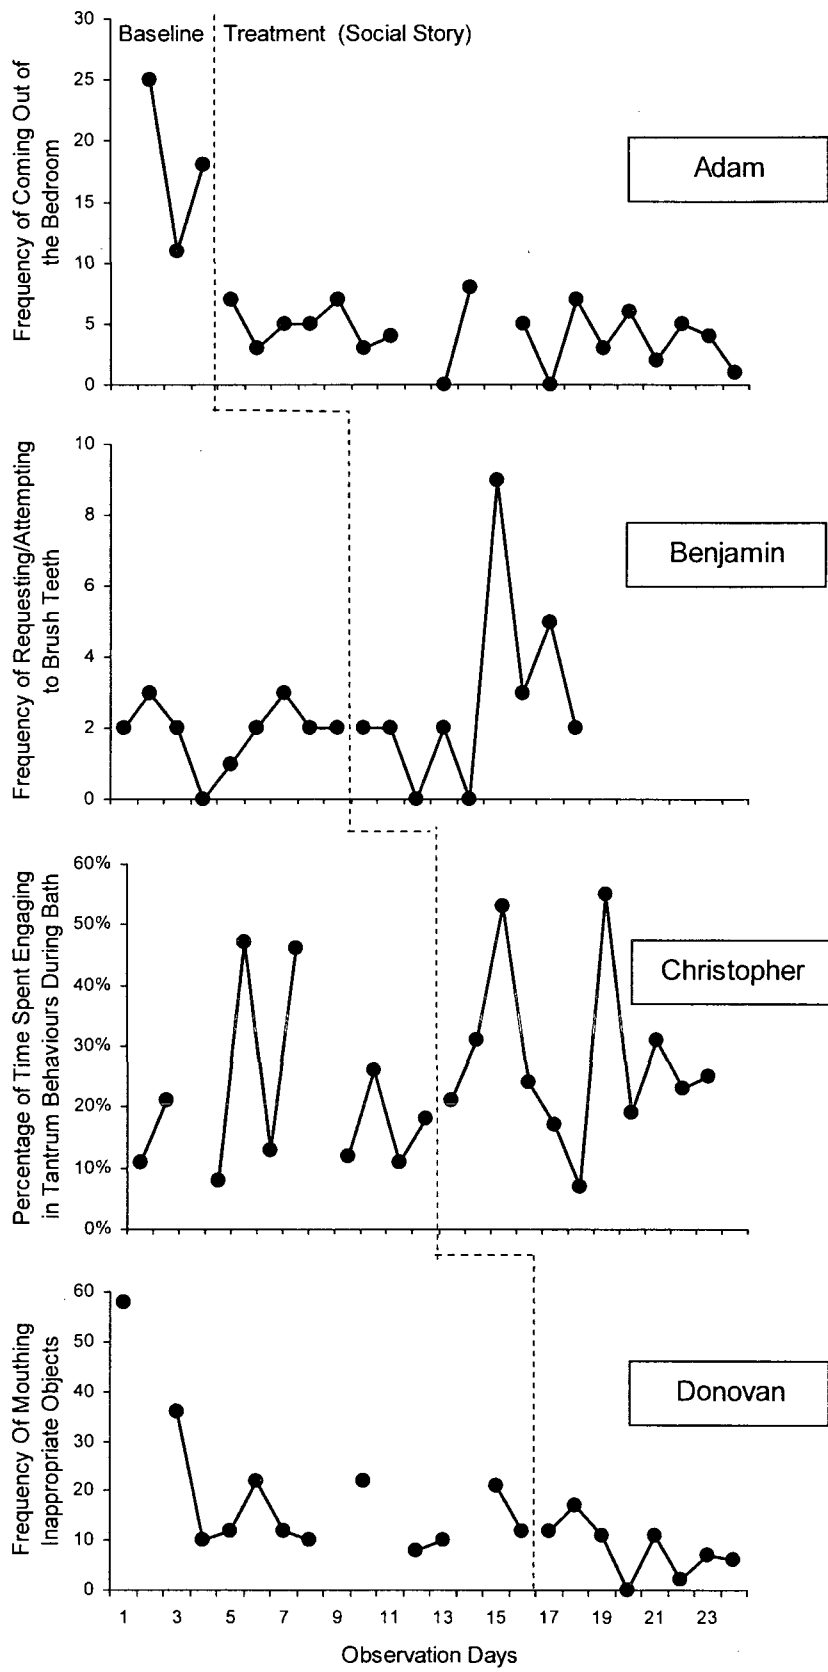 Baseline Treatment (Social Story)
Frequency of Coming Out of
the Bedroom
30
25
20
15
10
5
0
Adam
Frequency of Requesting/Attempting
to Brush Teeth
10
8
6
4
2
0
Benjamin
Percentage of Time Spent Engaging
in Tantrum Behaviours During Bath
60%
50%
40%
30%
20%
10%
0%
Christopher
Frequency Of Mouthing
Inappropriate Objects
60
50
40
30
20
10
0
Donovan
1 3 5 7 9 11 13 15 17 19 21 23
Observation Days